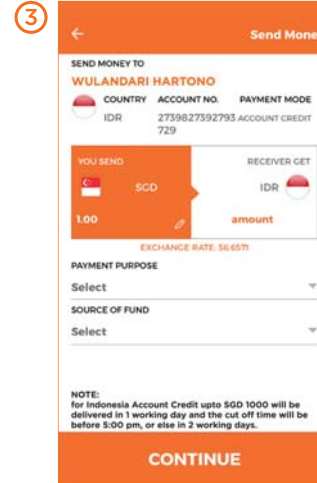 3
Send Mone
SEND MONEY TO
WULANDARI HARTONO
COUNTRY ACCOUNT NO. PAYMENT MODE
IDR 2739827392793 ACCOUNT CREDIT
729
YOU SEND RECEIVER GET
SGD IDR
1.00 amount
EXCHANGE RATE: 56.6571
PAYMENT PURPOSE
Select
SOURCE OF FUND
Select
NOTE:
for Indonesia Account Credit upto SGD 1000 will be
delivered in 1 working day and the cut off time will be
before 5:00 pm, or else in 2 working days.
CONTINUE